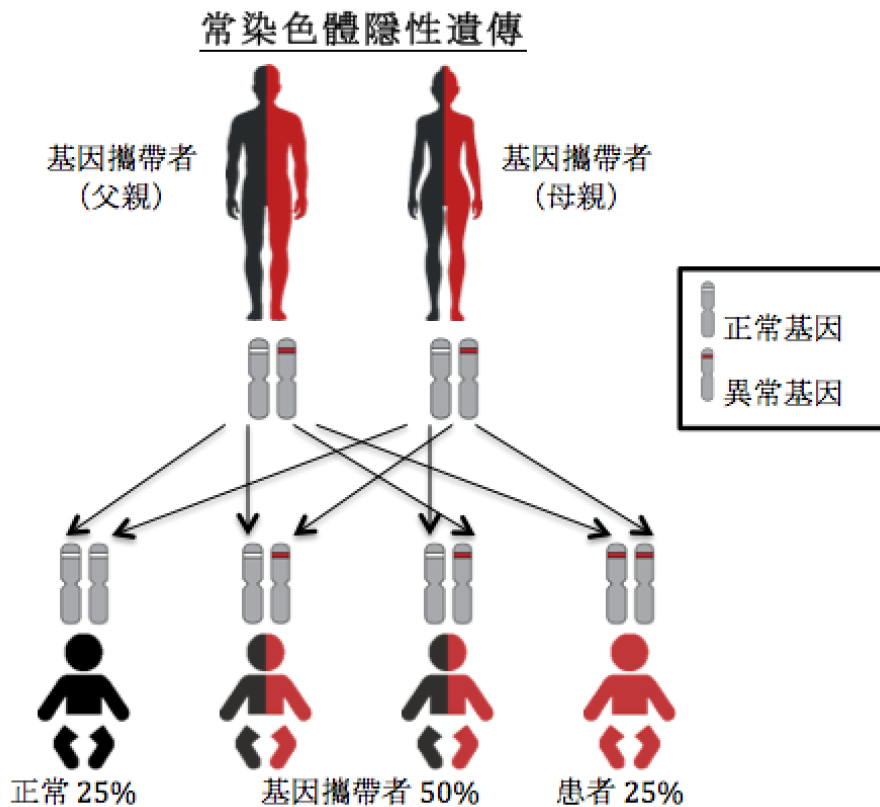 常染色體隱性遺傳
基因攜帶者
(父親)
基因攜帶者
(母親)
正常基因
異常基因
正常 25%
基因攜帶者 50%
患者 25%